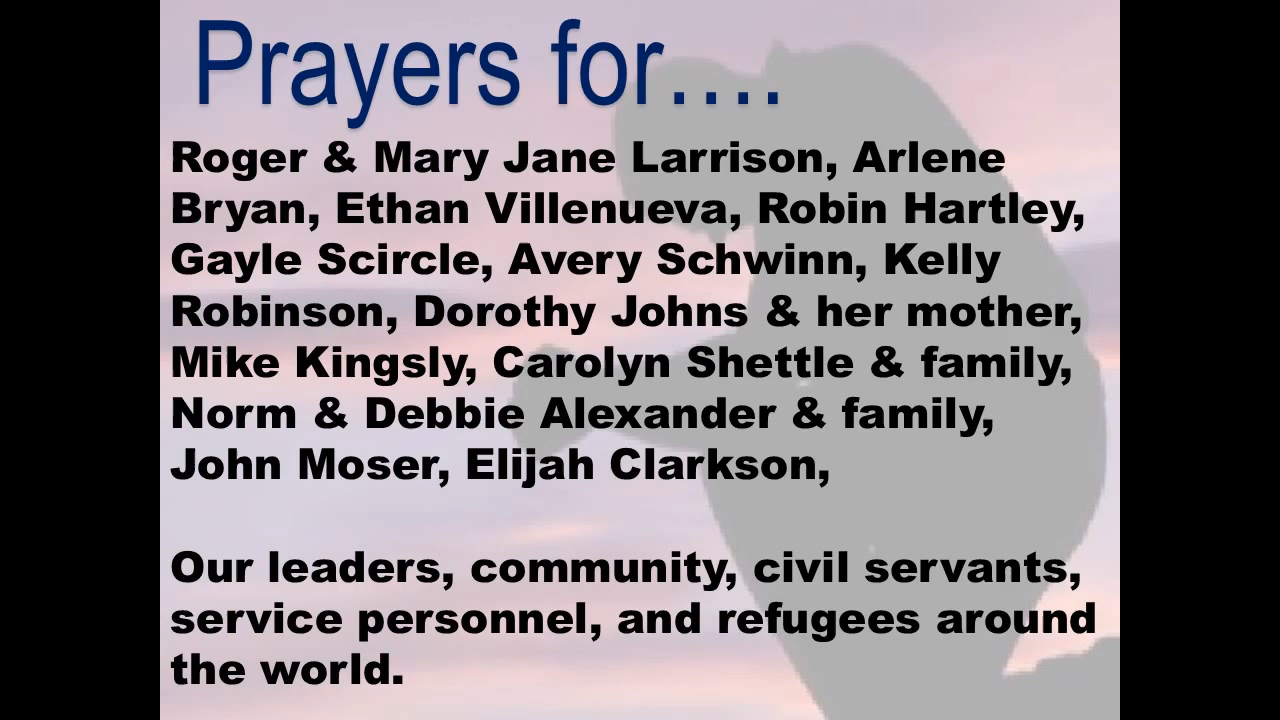 Prayers for….
Roger & Mary Jane Larrison, Arlene
Bryan, Ethan Villenueva, Robin Hartley,
Gayle Scircle, Avery Schwinn, Kelly
Robinson, Dorothy Johns & her mother,
Mike Kingsly, Carolyn Shettle & family,
Norm & Debbie Alexander & family,
John Moser, Elijah Clarkson,
Our leaders, community, civil servants,
service personnel, and refugees around
the world.